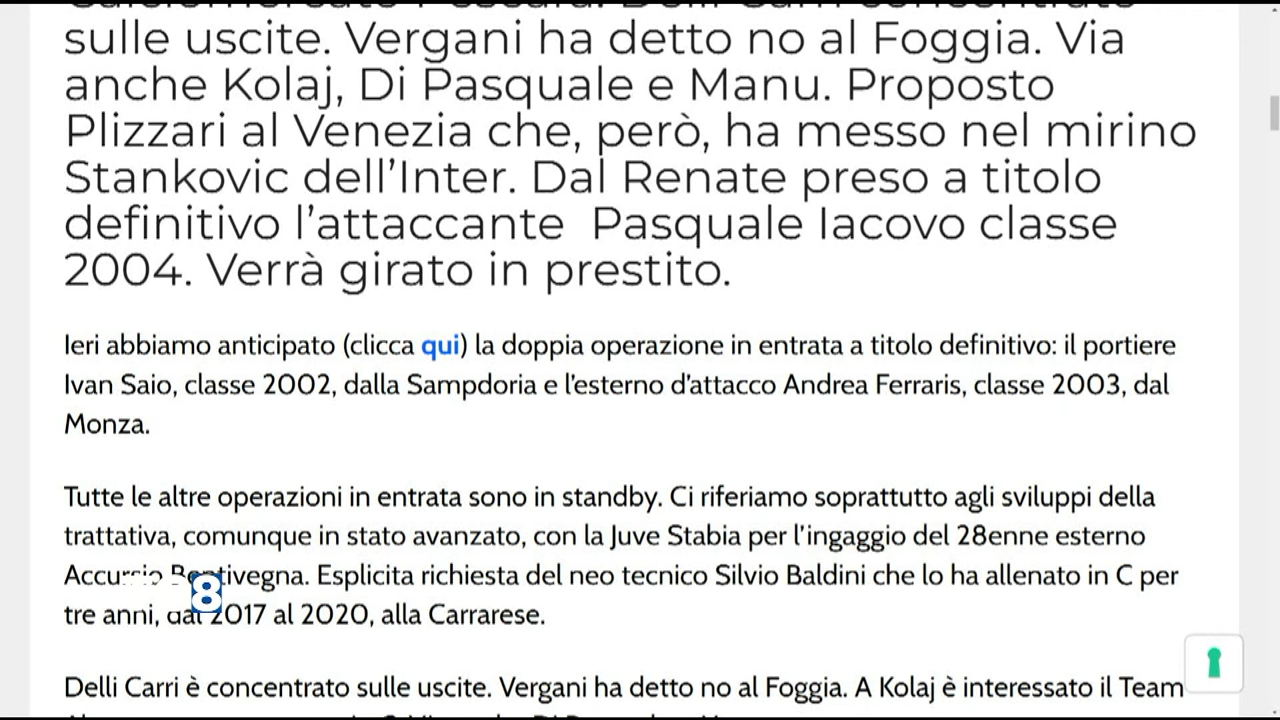 sulle uscite. Vergani ha detto no al Foggia. Via
anche Kolaj, Di Pasquale e Manu. Proposto
Plizzari al Venezia che, però, ha messo nel mirino
Stankovic dell’Inter. Dal Renate preso a titolo
definitivo l’attaccante Pasquale Iacovo classe
2004. Verrà girato in prestito.
Ieri abbiamo anticipato (clicca qui) la doppia operazione in entrata a titolo definitivo: il portiere
Ivan Saio, classe 2002, dalla Sampdoria e l’esterno d’attacco Andrea Ferraris, classe 2003, dal
Monza.
Tutte le altre operazioni in entrata sono in standby. Ci riferiamo soprattutto agli sviluppi della
trattativa, comunque in stato avanzato, con la Juve Stabia per l’ingaggio del 28enne esterno
Accursio Bentivegna. Esplicita richiesta del neo tecnico Silvio Baldini che lo ha allenato in C per
8
tre anni, dal 2017 al 2020, alla Carrarese.
Delli Carri è concentrato sulle uscite. Vergani ha detto no al Foggia. A Kolaj è interessato il Team